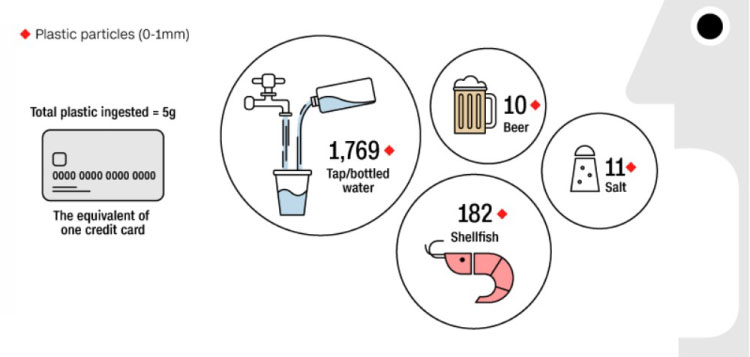 Plastic particles (0-1mm)
Total plastic ingested = 5g
0000 0000 0000 0000
The equivalent of
one credit card
1,769
Tap/bottled
water
10
Beer
11
Salt
182
Shellfish